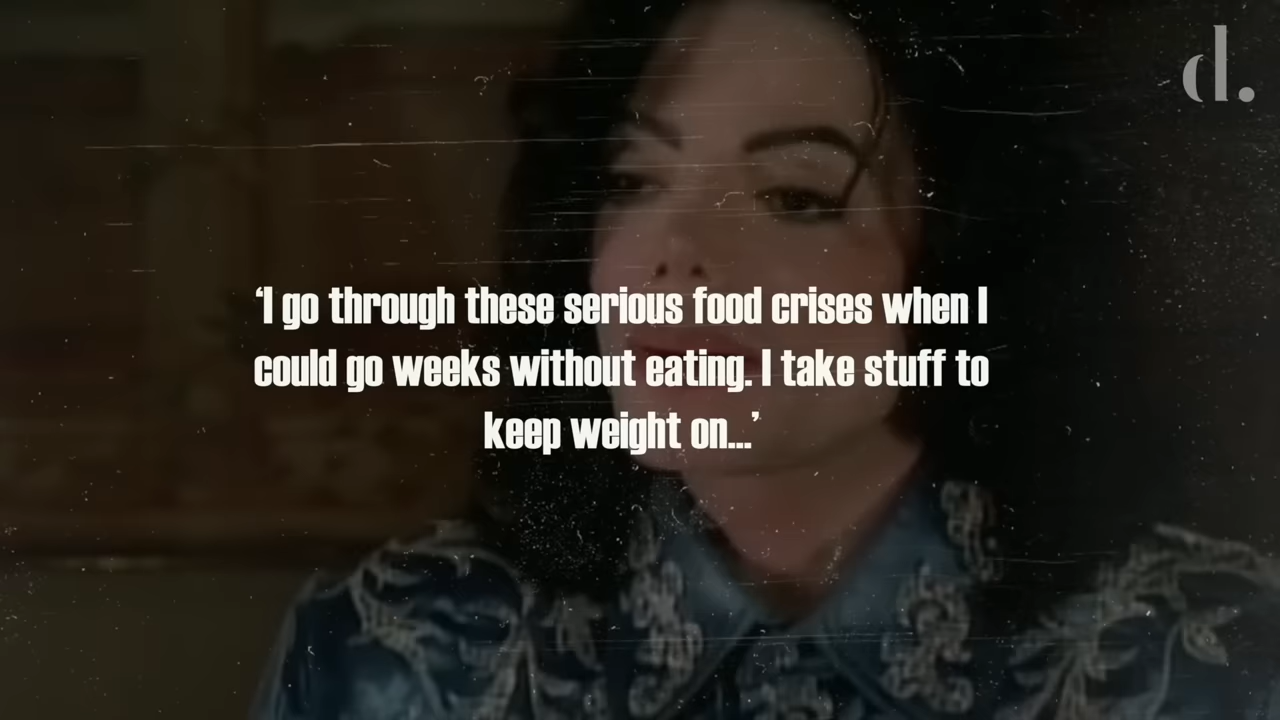 d.
‘I go through these serious food crises when I
could go weeks without eating. I take stuff to
keep weight on...’